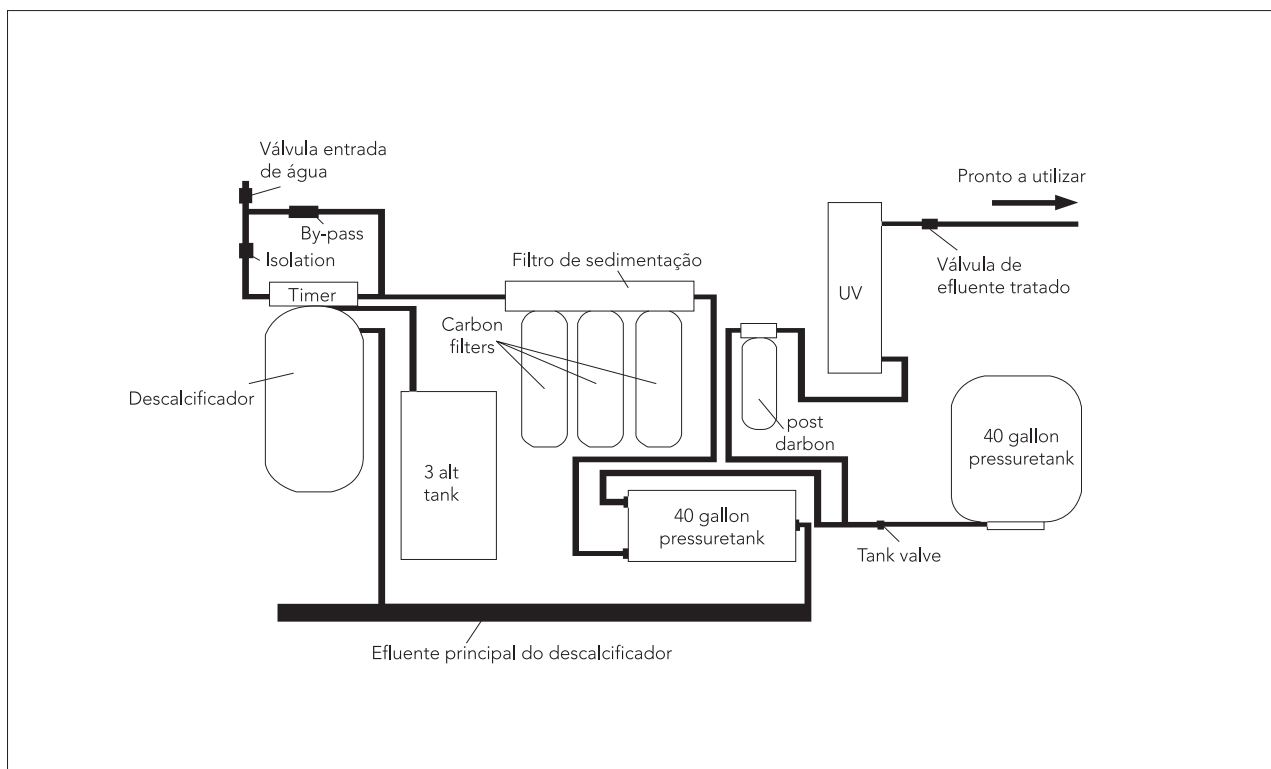 Válvula entrada
de água
By-pass
Isolation
Timer
Descalcificador
3 alt
tank
Filtro de sedimentação
Carbon
filters
post
darbon
UV
Pronto a utilizar
Válvula de
efluente tratado
40 gallon
pressuretank
40 gallon
pressuretank
Tank valve
Efluente principal do descalcificador